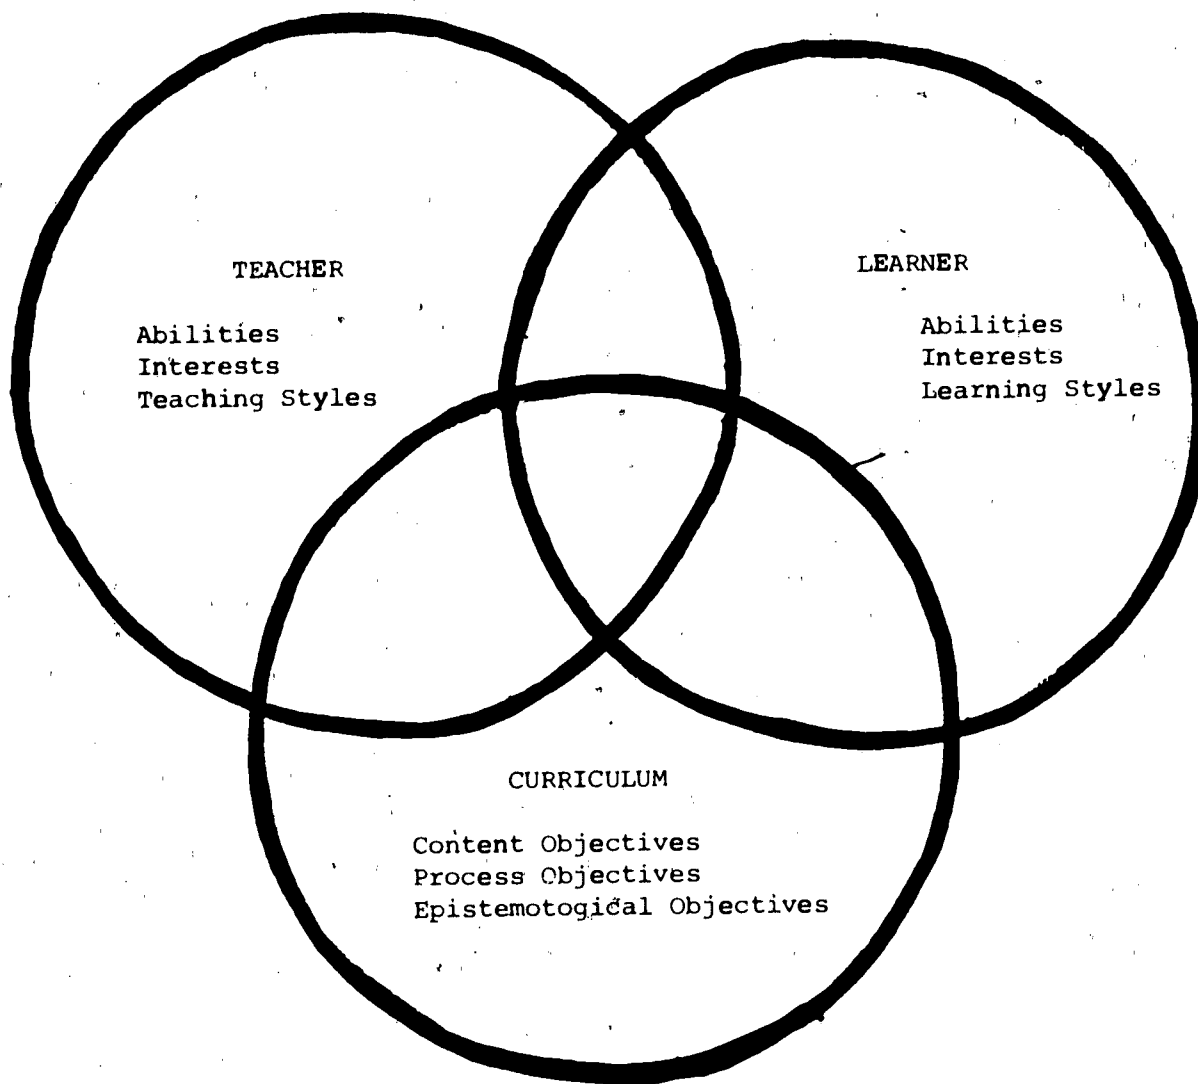 TEACHER
Abilities
Interests
Teaching Styles
LEARNER
Abilities
Interests
Learning Styles
CURRICULUM
Content Objectives
Process Objectives
Epistemotogical Objectives